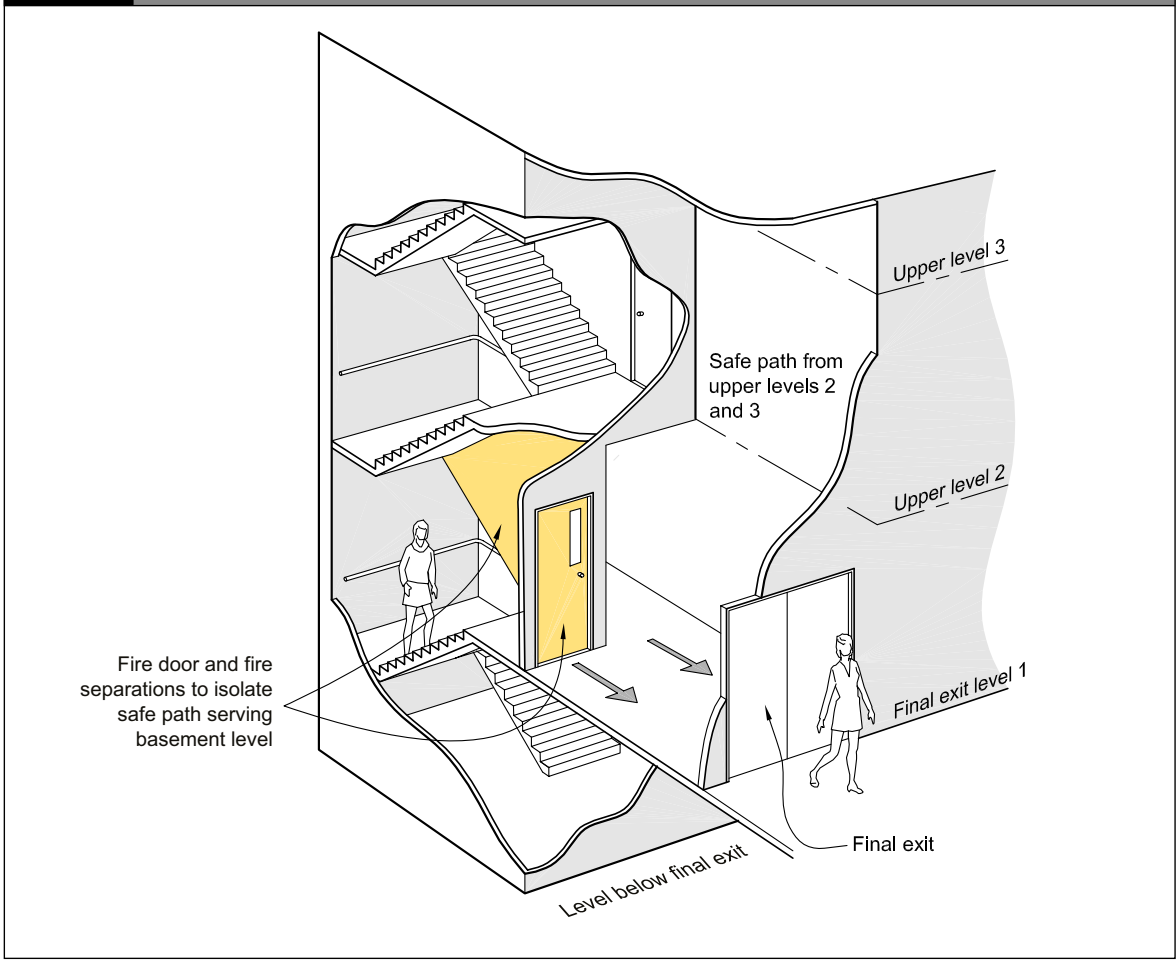 Upper level 3
Safe path from
upper levels 2
and 3
Upper level 2
Fire door and fire
separations to isolate
safe path serving
basement level
Final exit level 1
Final exit
Level below final exit